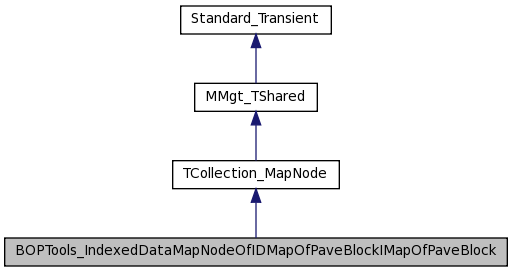 Standard_Transient
MMgt_TShared
TCollection_MapNode
BOPTools_IndexedDataMapNodeOfIDMapOfPaveBlockIMapOfPaveBlock